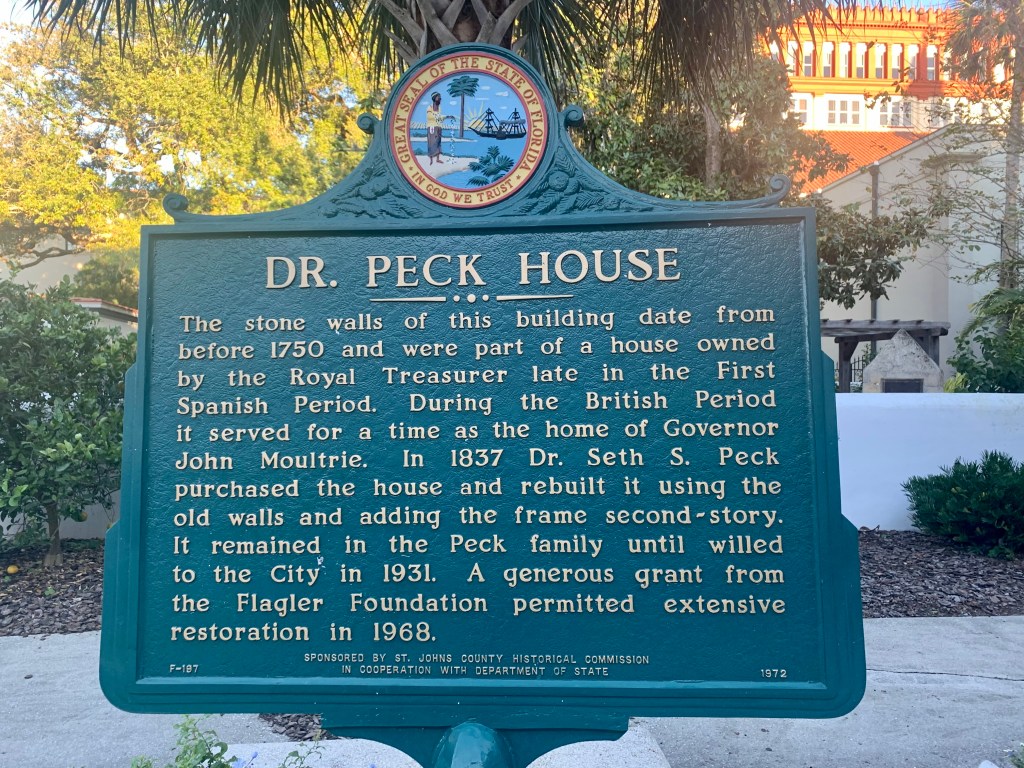 GREAT SEAL OF THE STATE OF FLORIDA
IN GOD WE TRUST
DR. PECK HOUSE
The stone walls of this building date from
before 1750 and were part of a house owned
by the Royal Treasurer late in the First
Spanish Period. During the British Period
it served for a time as the home of Governor
John Moultrie. In 1837 Dr. Seth S. Peck
purchased the house and rebuilt it using the
old walls and adding the frame second-story.
It remained in the Peck family until willed
to the City in 1931. A generous grant from
the Flagler Foundation permitted extensive
restoration in 1968.
SPONSORED BY ST. JOHNS COUNTY HISTORICAL COMMISSION
IN COOPERATION WITH DEPARTMENT OF STATE
F-197
1972